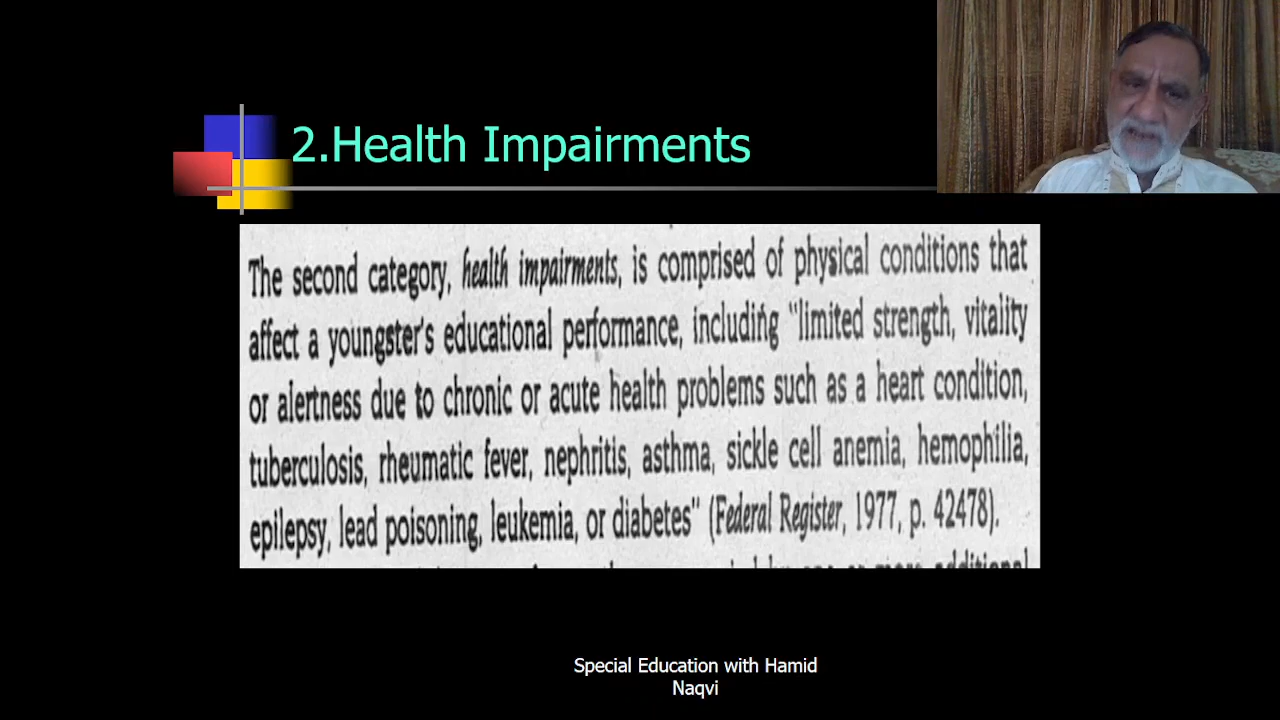 2.Health Impairments
The second category, health impairments, is comprised of physical conditions that
affect a youngster's educational performance, including "limited strength, vitality
or alertness due to chronic or acute health problems such as a heart condition,
tuberculosis, rheumatic fever, nephritis, asthma, sickle cell anemia, hemophilia,
epilepsy, lead poisoning, leukemia, or diabetes" (Federal Register, 1977, p. 42478).
additional
Special Education with Hamid
Naqvi